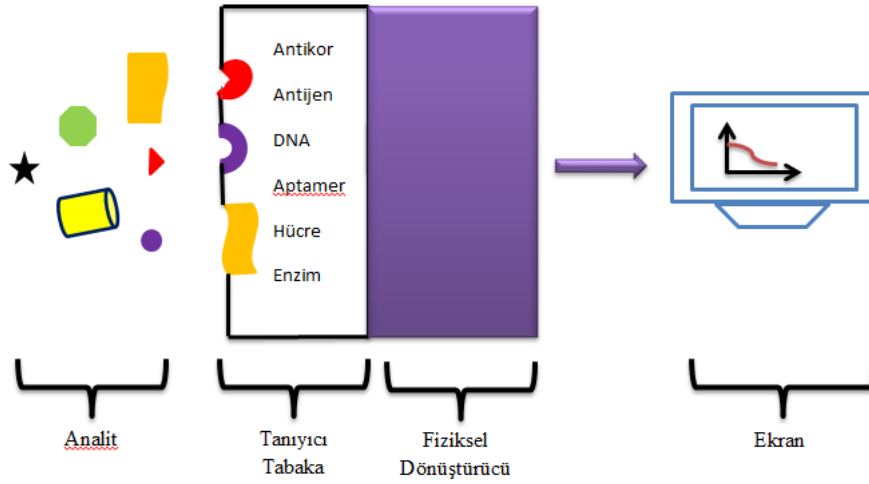 Antikor
Antijen
DNA
Aptamer
Hücre
Enzim
Analit
Tanıyıcı
Tabaka
Fiziksel
Dönüştürücü
Ekran